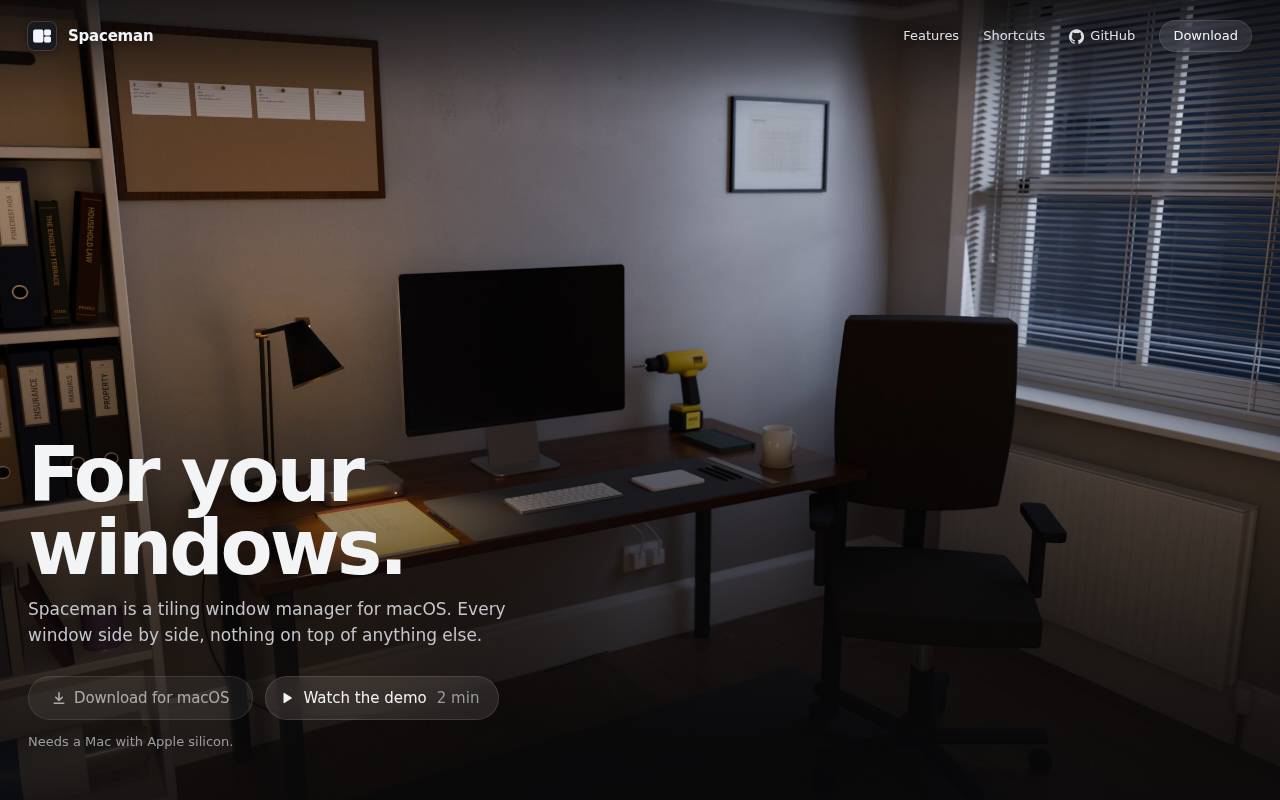 Spaceman
Features
Shortcuts
GitHub
Download
THE ENGLISH TERRACE
HOUSEHOLD LAW
INSURANCE
MANUALS
PROPERTY
For your
windows.
Spaceman is a tiling window manager for macOS. Every
window side by side, nothing on top of anything else.
Download for macOS
Watch the demo 2 min
Needs a Mac with Apple silicon.